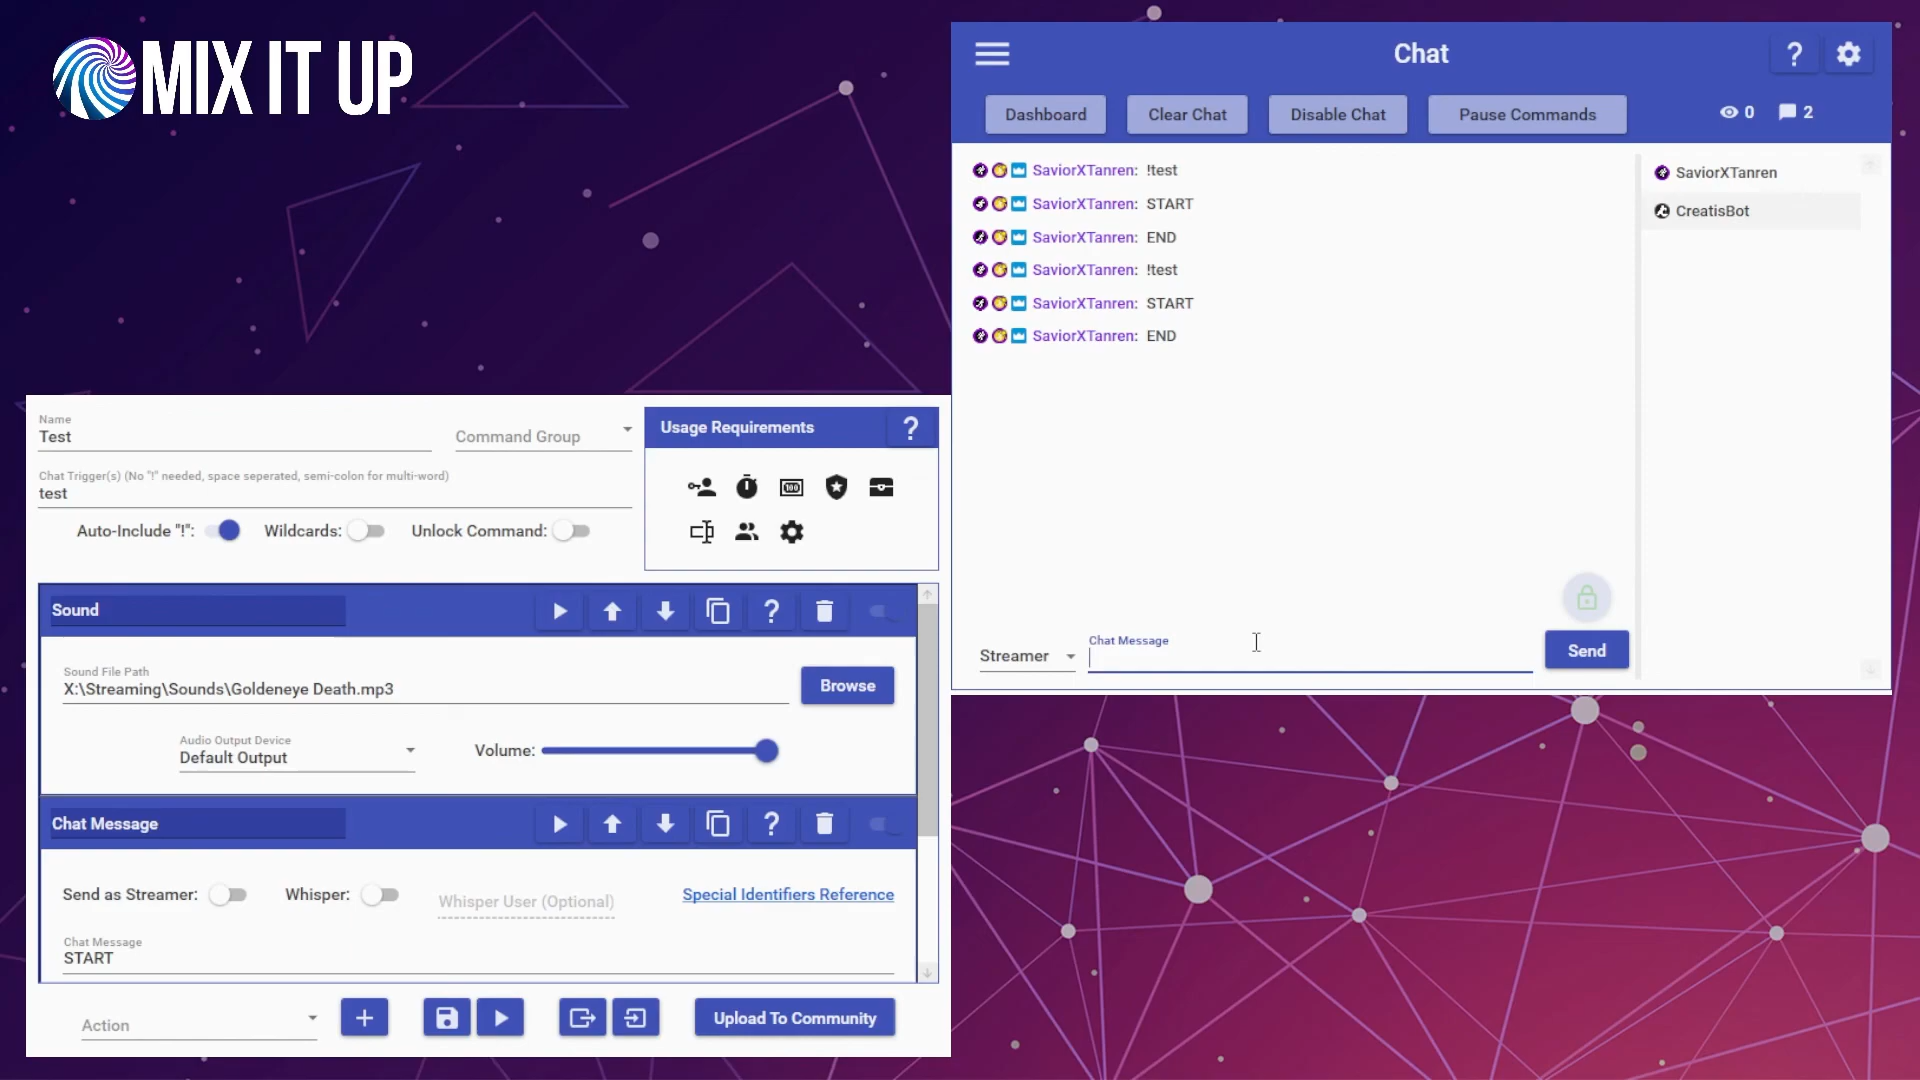 MIX IT UP
Name
Test
Command Group
Chat Trigger(s) (No "!" needed, space seperated, semi-colon for multi-word)
test
Auto-Include "!":
Wildcards:
Unlock Command:
Usage Requirements
?
100
Sound
?
Sound File Path
X:\Streaming\Sounds\Goldeneye Death.mp3
Browse
Audio Output Device
Default Output
Volume:
Chat Message
?
Send as Streamer:
Whisper:
Whisper User (Optional)
Special Identifiers Reference
Chat Message
START
Action
Upload To Community
Chat
?
Dashboard
Clear Chat
Disable Chat
Pause Commands
0
2
SaviorXTanren: !test
SaviorXTanren: START
SaviorXTanren: END
SaviorXTanren: !test
SaviorXTanren: START
SaviorXTanren: END
SaviorXTanren
CreatisBot
Streamer
Chat Message
Send